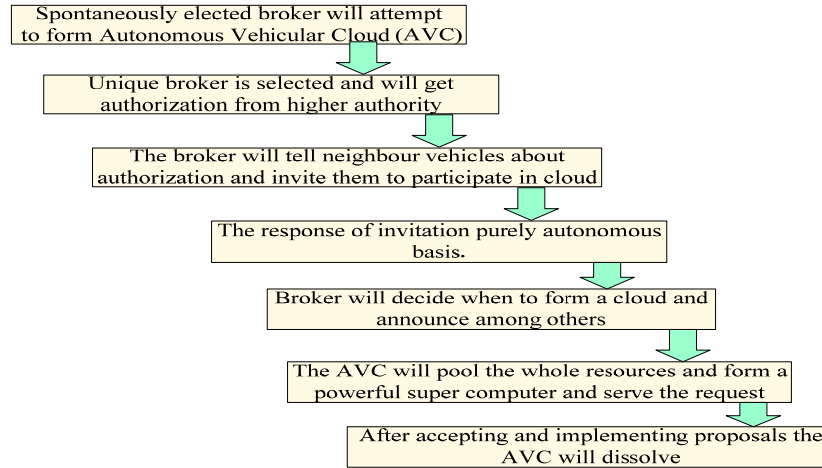 Spontaneously elected broker will attempt
to form Autonomous Vehicular Cloud (AVC)
Unique broker is selected and will get
authorization from higher authority
The broker will tell neighbour vehicles about
authorization and invite them to participate in cloud
The response of invitation purely autonomous
basis.
Broker will decide when to form a cloud and
announce among others
The AVC will pool the whole resources and form a
powerful super computer and serve the request
After accepting and implementing proposals the
AVC will dissolve